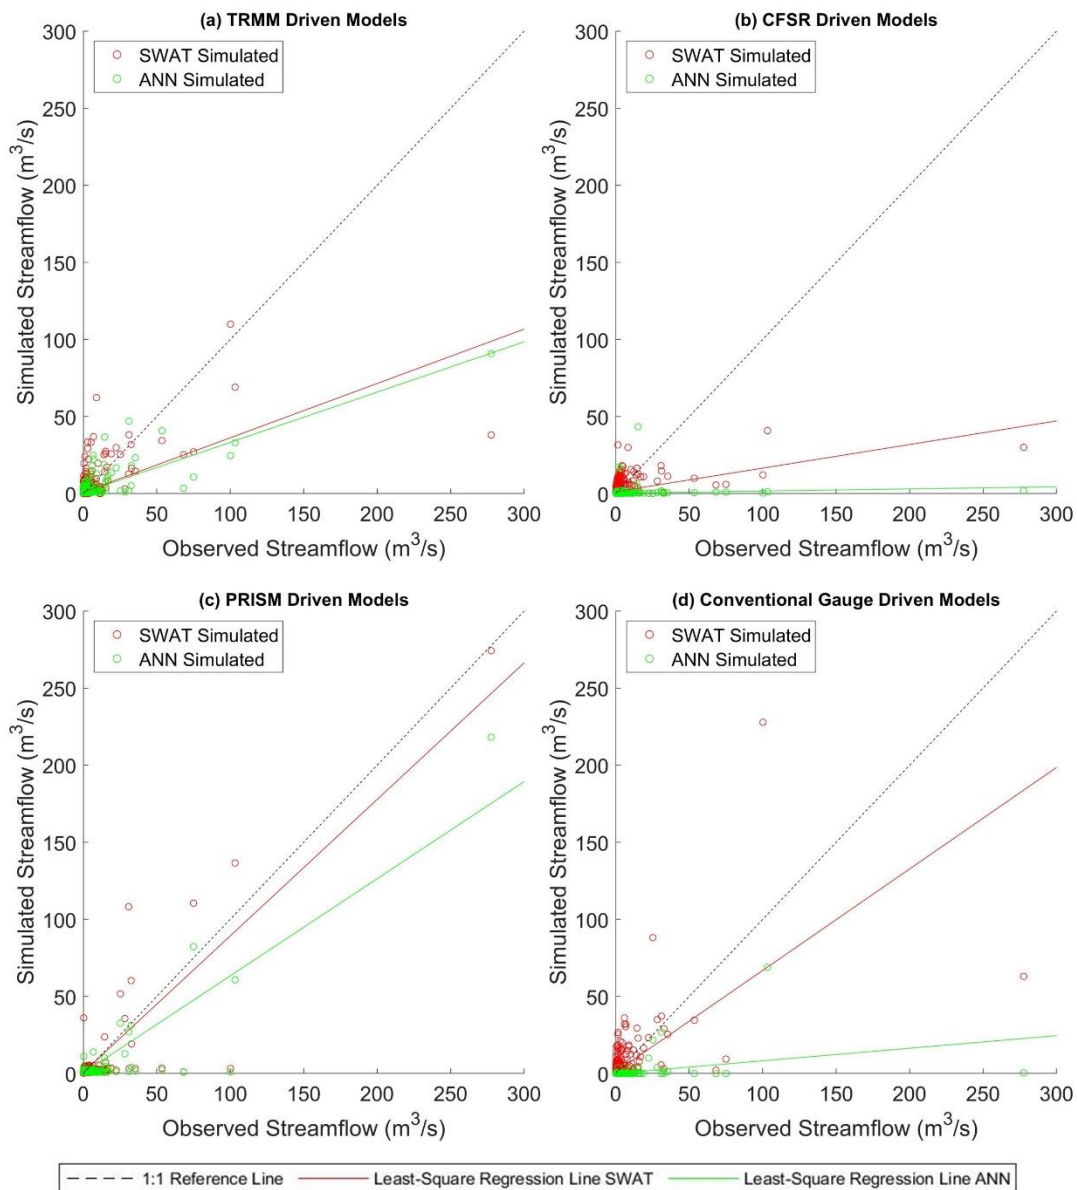 (a) TRMM Driven Models
SWAT Simulated
ANN Simulated
300
250
200
150
100
50
0
0 50 100 150 200 250 300
Simulated Streamflow (m³/s)
Observed Streamflow (m³/s)
(b) CFSR Driven Models
SWAT Simulated
ANN Simulated
300
250
200
150
100
50
0
0 50 100 150 200 250 300
Simulated Streamflow (m³/s)
Observed Streamflow (m³/s)
(c) PRISM Driven Models
SWAT Simulated
ANN Simulated
300
250
200
150
100
50
0
0 50 100 150 200 250 300
Simulated Streamflow (m³/s)
Observed Streamflow (m³/s)
(d) Conventional Gauge Driven Models
SWAT Simulated
ANN Simulated
300
250
200
150
100
50
0
0 50 100 150 200 250 300
Simulated Streamflow (m³/s)
Observed Streamflow (m³/s)
1:1 Reference Line Least-Square Regression Line SWAT Least-Square Regression Line ANN